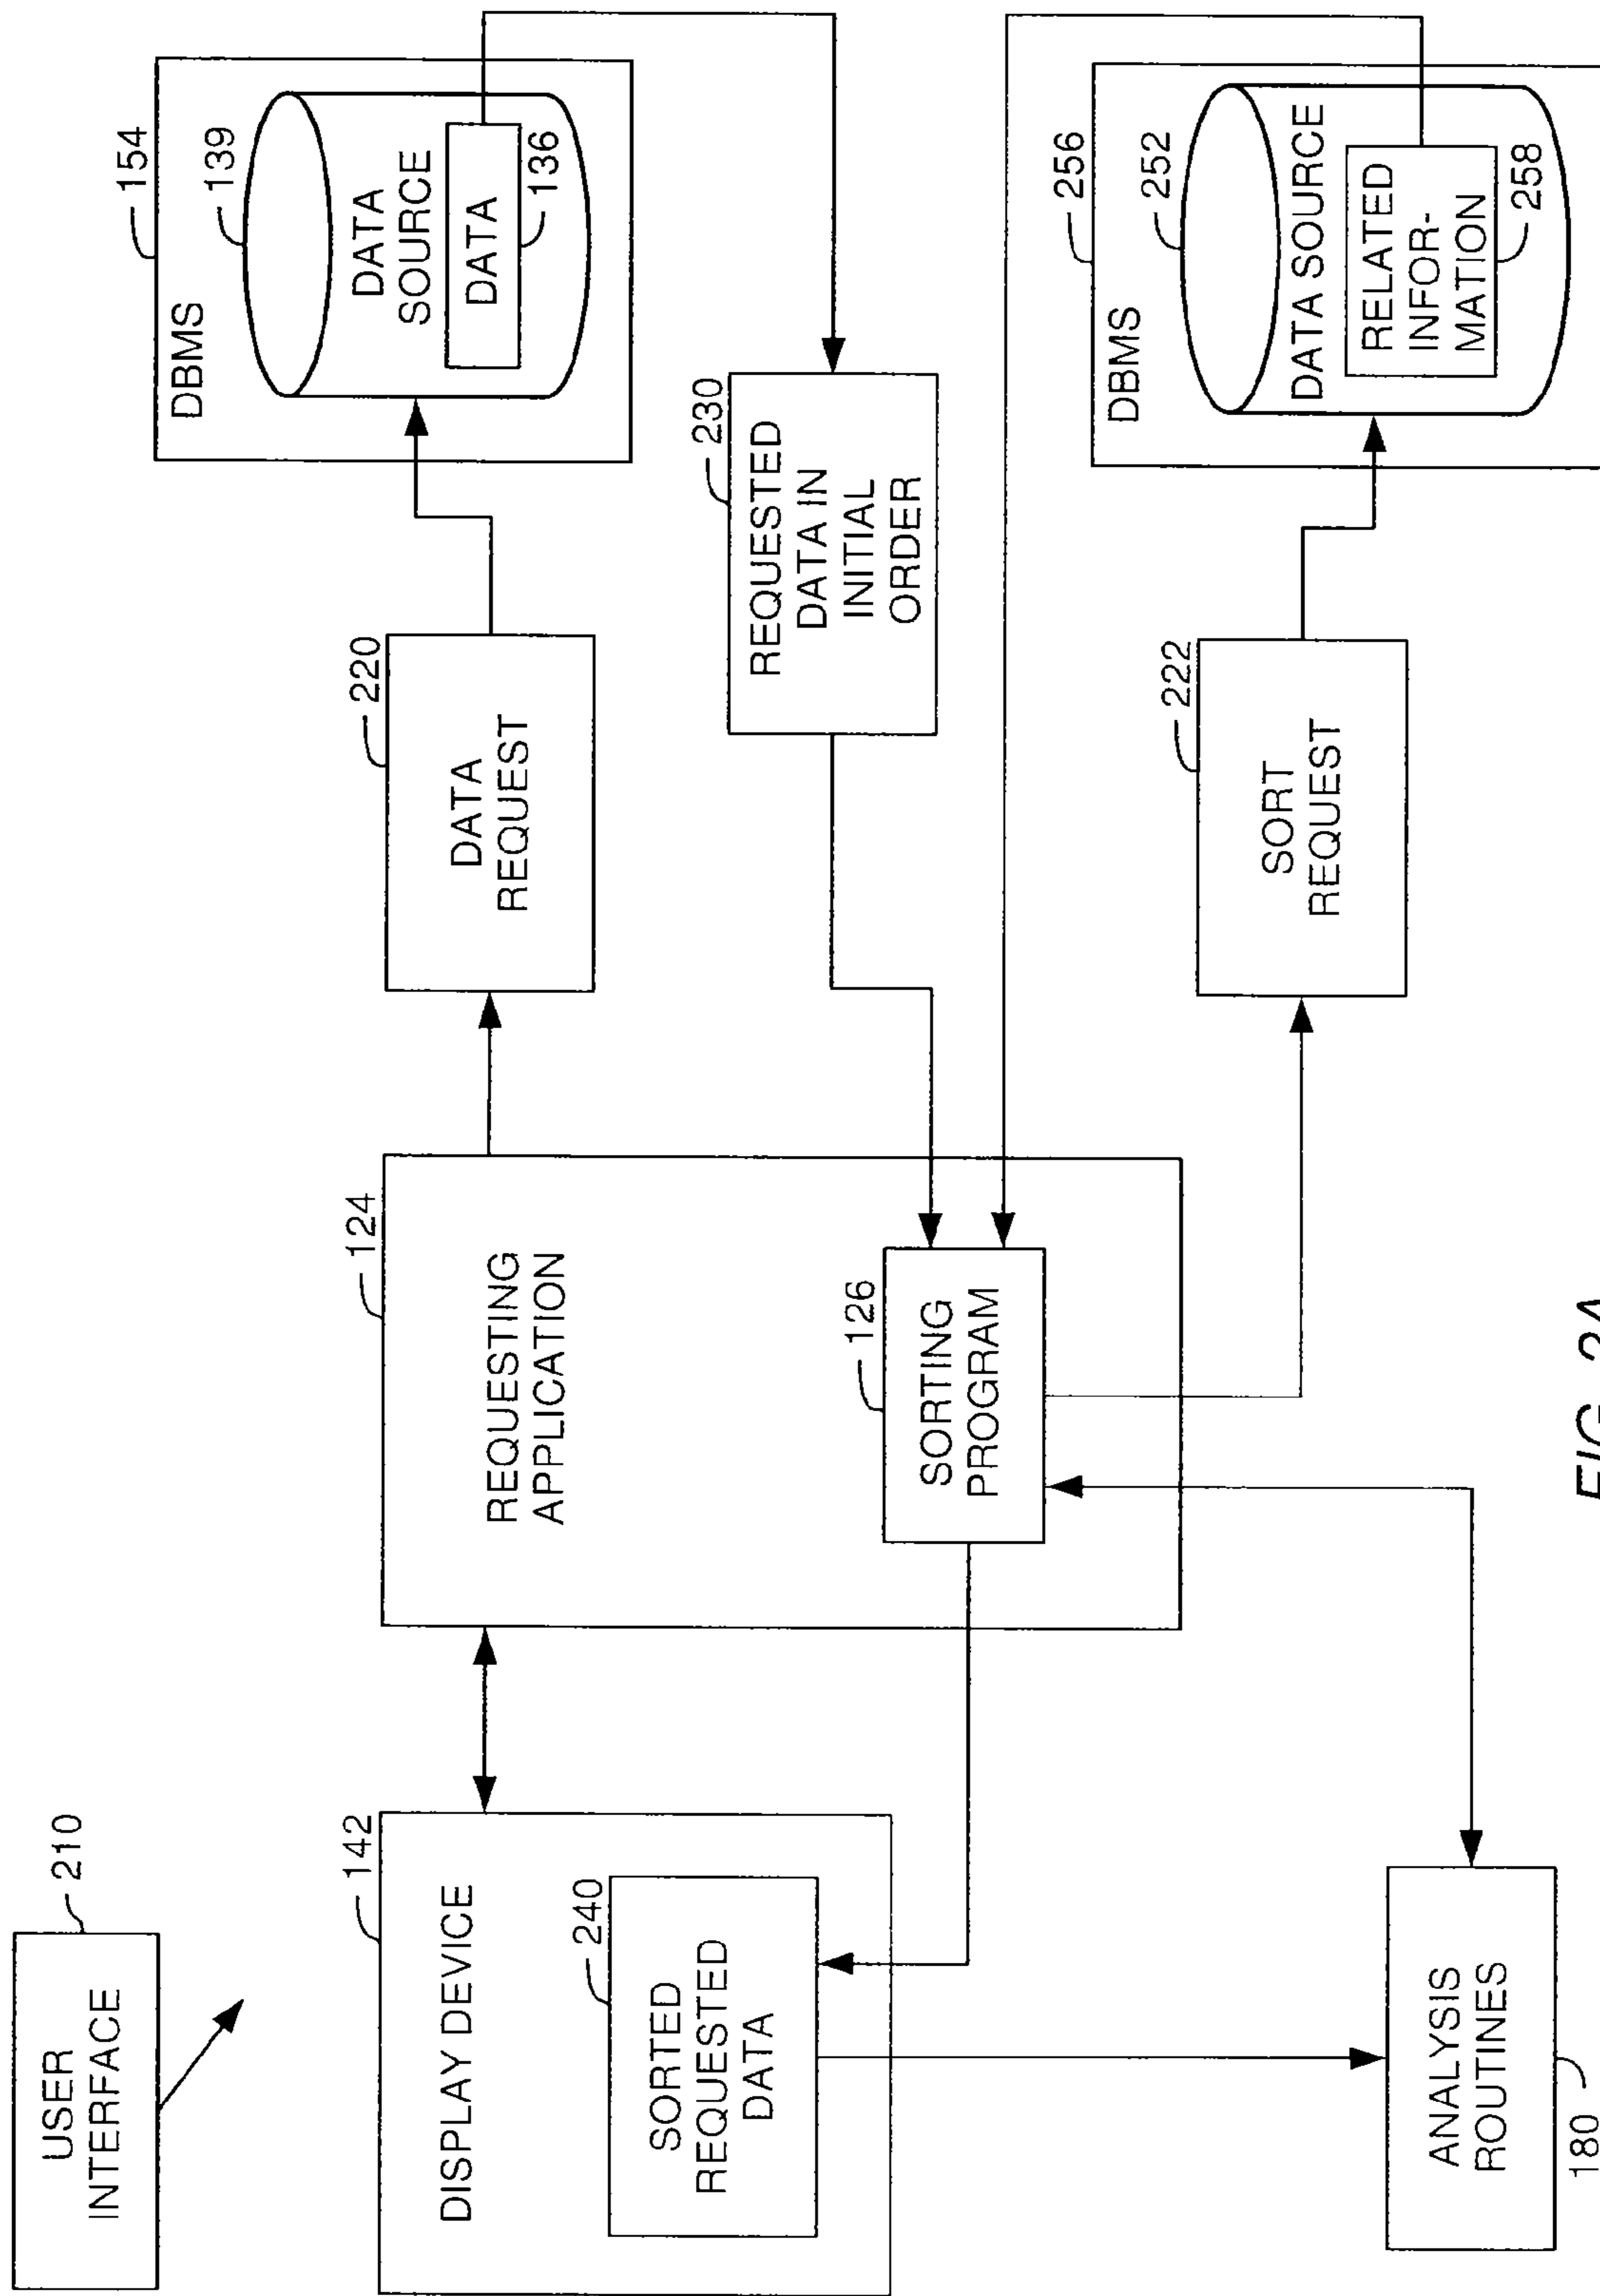 USER
INTERFACE
210
142
DISPLAY DEVICE
240
SORTED
REQUESTED
DATA
ANALYSIS
ROUTINES
180
124
REQUESTING
APPLICATION
126
SORTING
PROGRAM
220
DATA
REQUEST
230
REQUESTED
DATA IN
INITIAL
ORDER
222
SORT
REQUEST
154
DBMS
139
DATA
SOURCE
DATA
136
256
DBMS
252
DATA SOURCE
RELATED
INFOR-
MATION
258
FIG. 2A